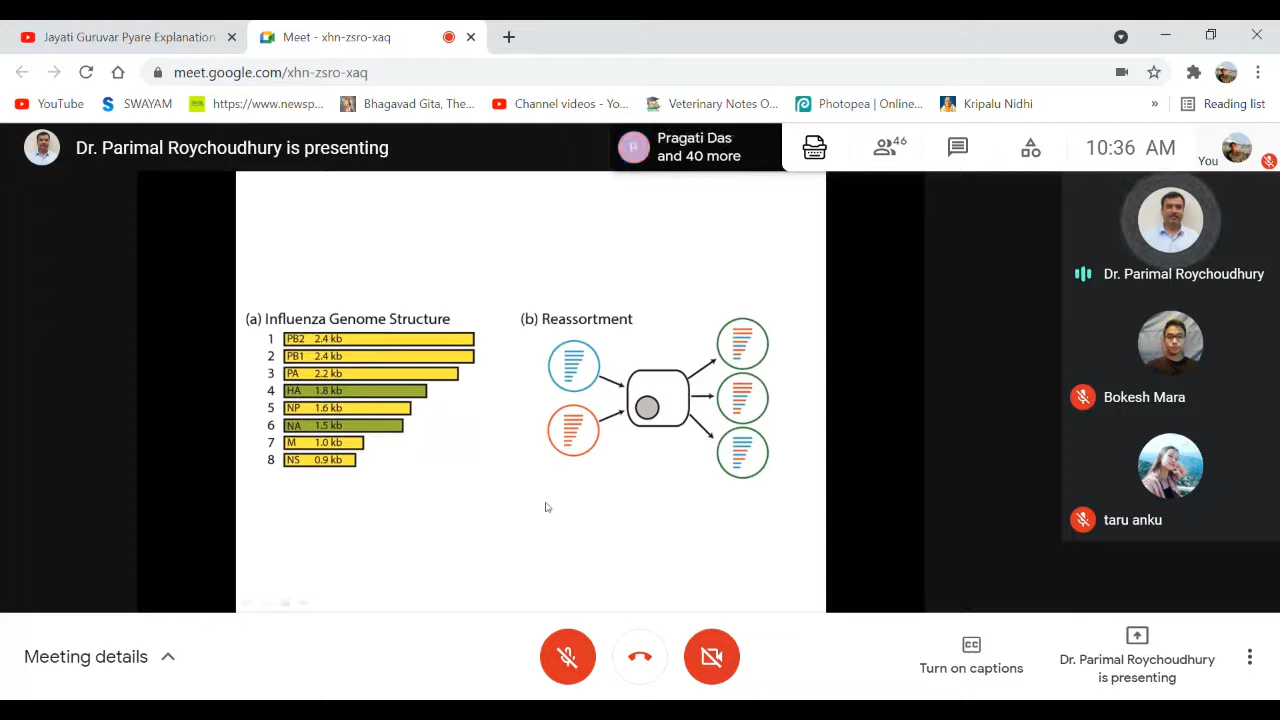 Jayati Guruvar Pyare Explanation
Meet - xhn-zsro-xaq
meet.google.com/xhn-zsro-xaq
YouTube
SWAYAM
https://www.newsp...
Bhagavad Gita, The...
Channel videos - Yo...
Veterinary Notes O...
Photopea | Online...
Kripalu Nidhi
»
Reading list
Dr. Parimal Roychoudhury is presenting
P
Pragati Das
and 40 more
46
10:36 AM
You
(a) Influenza Genome Structure
1 PB2 2.4 kb
2 PB1 2.4 kb
3 PA 2.2 kb
4 HA 1.8 kb
5 NP 1.6 kb
6 NA 1.5 kb
7 M 1.0 kb
8 NS 0.9 kb
(b) Reassortment
Dr. Parimal Roychoudhury
Bokesh Mara
taru anku
Meeting details
CC
Turn on captions
Dr. Parimal Roychoudhury
is presenting